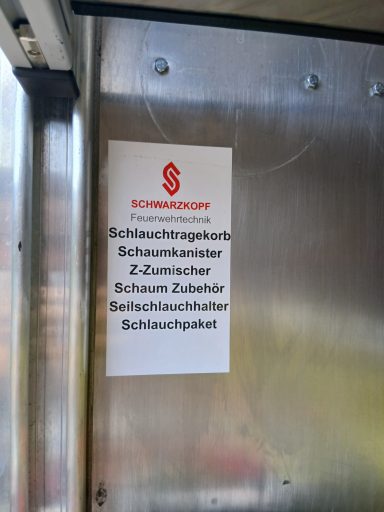 SCHWARZKOPF
Feuerwehrtechnik
Schlauchtragekorb
Schaumkanister
Z-Zumischer
Schaum Zubehör
Seilschlauchhalter
Schlauchpaket